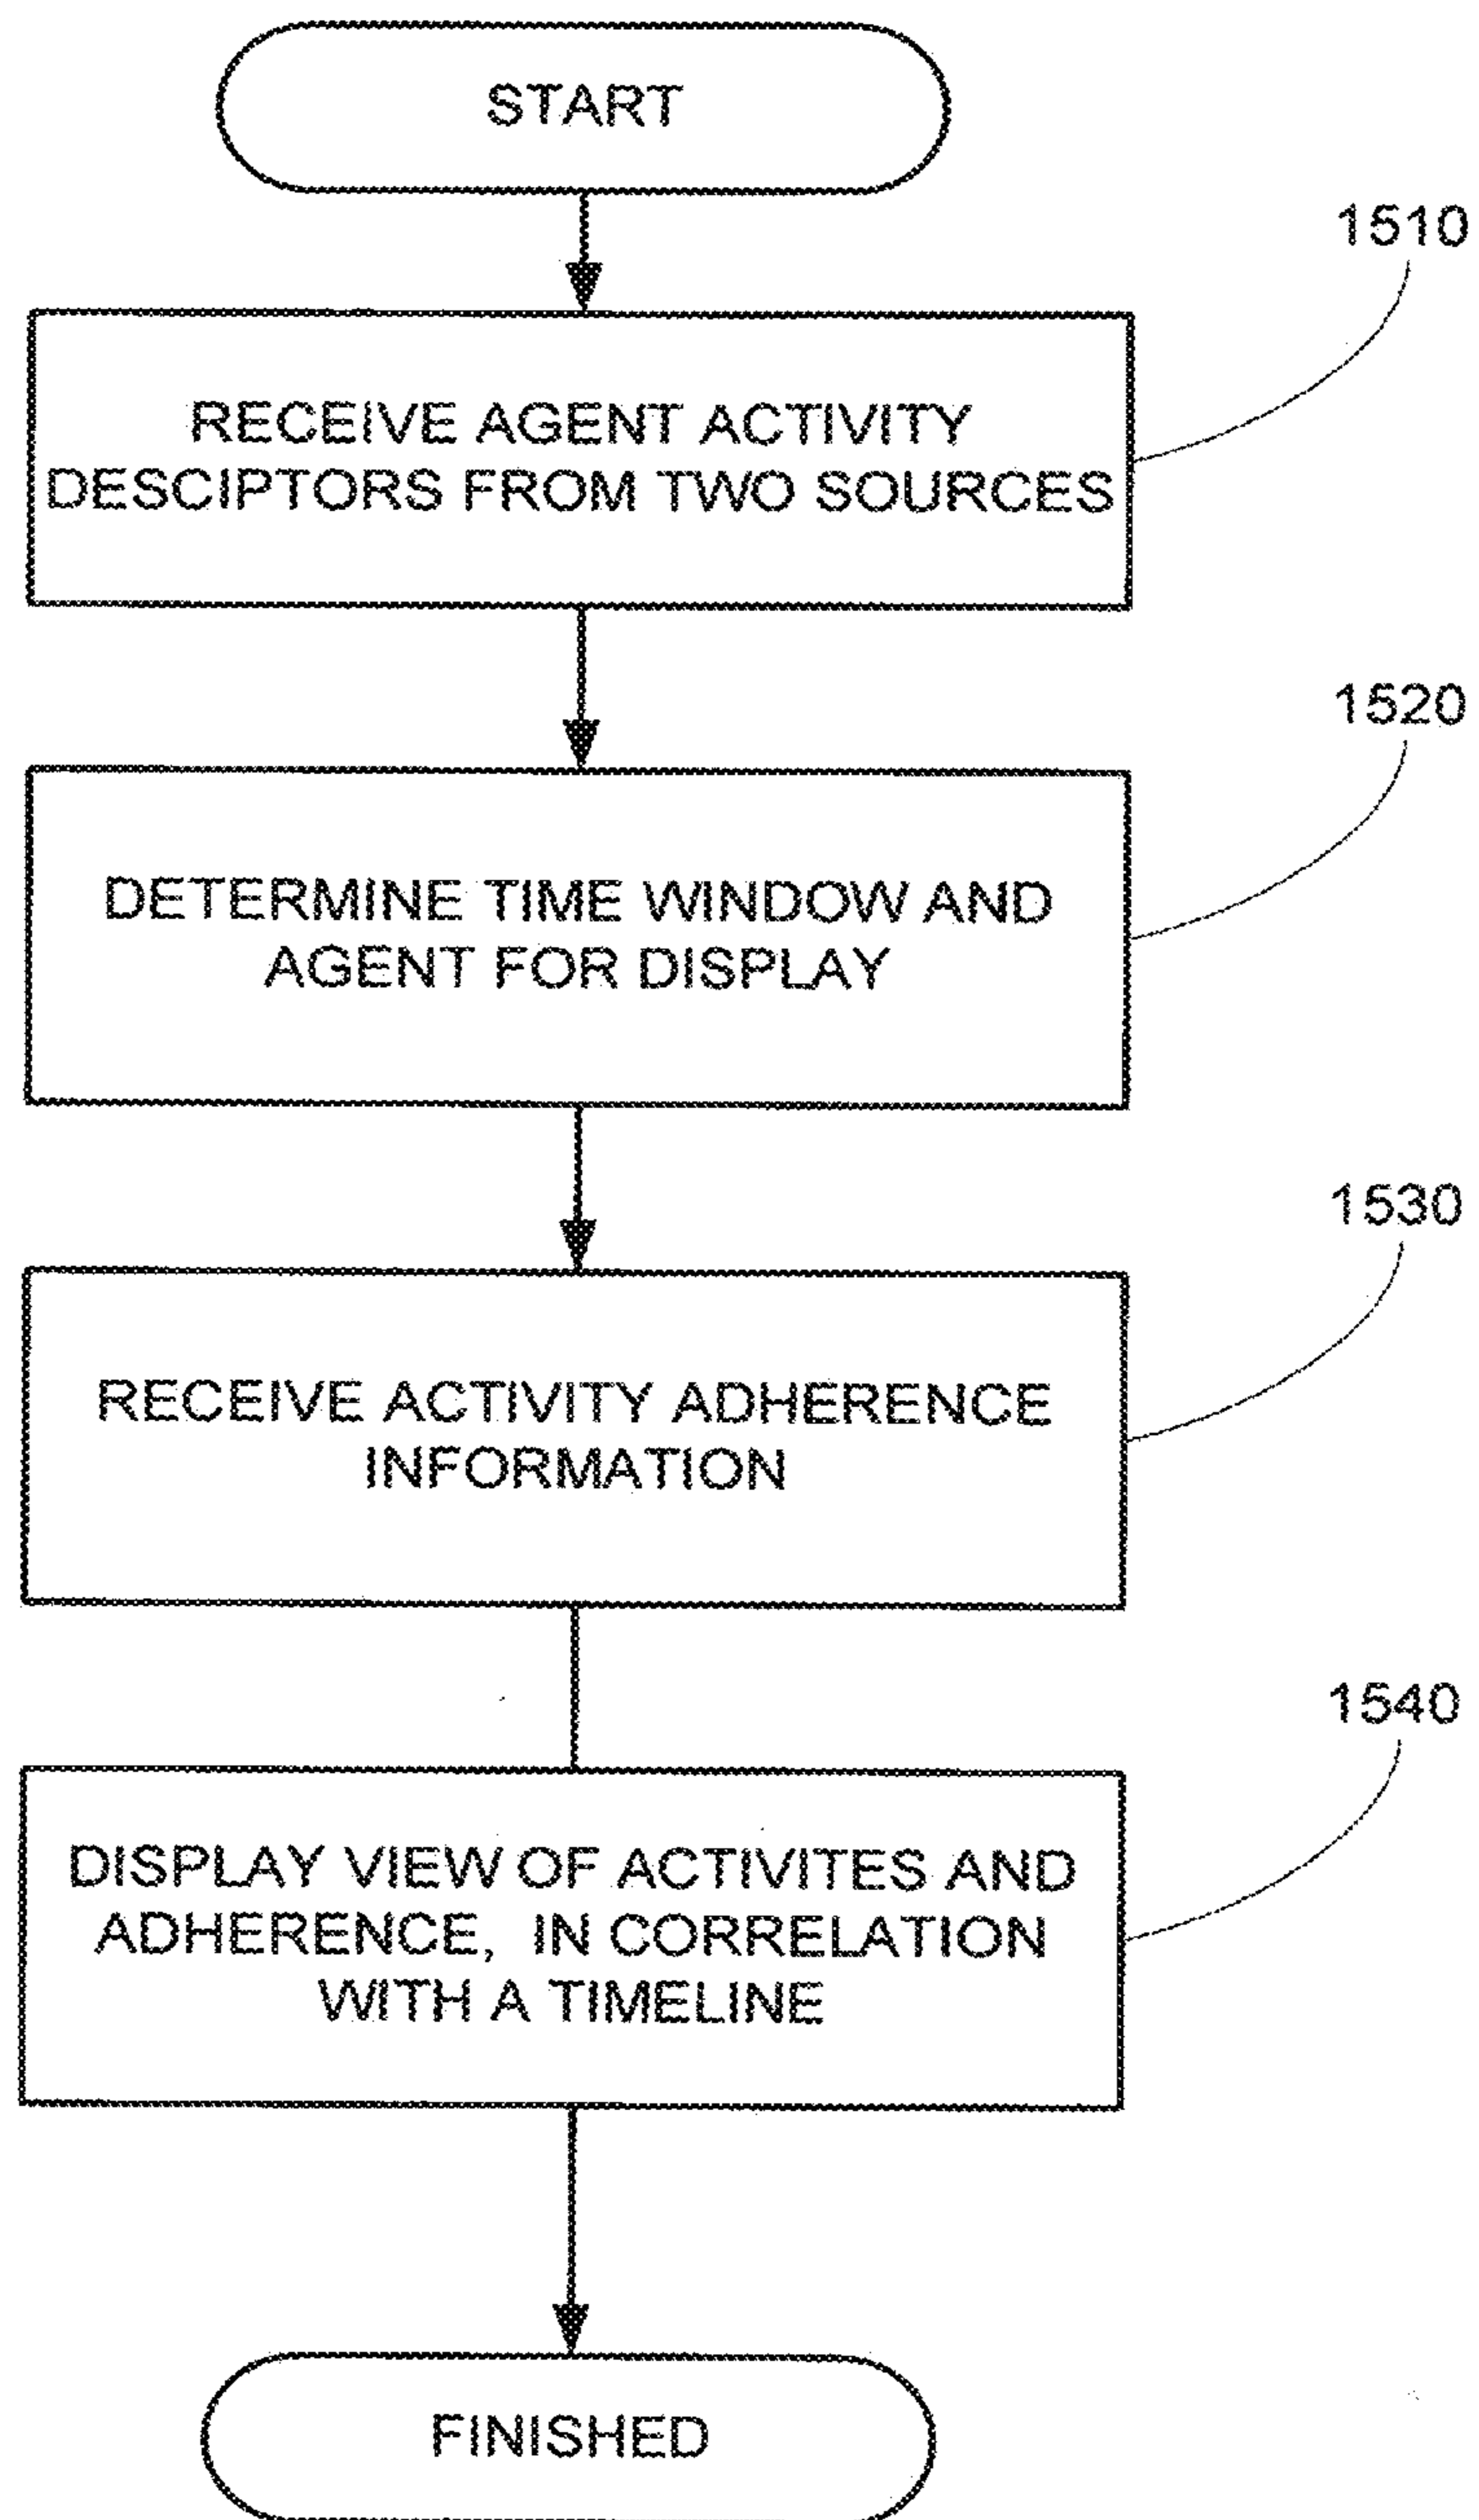 START
1510
RECEIVE AGENT ACTIVITY
DESCIPTORS FROM TWO SOURCES
1520
DETERMINE TIME WINDOW AND
AGENT FOR DISPLAY
1530
RECEIVE ACTIVITY ADHERENCE
INFORMATION
1540
DISPLAY VIEW OF ACTIVITES AND
ADHERENCE, IN CORRELATION
WITH A TIMELINE
FINISHED